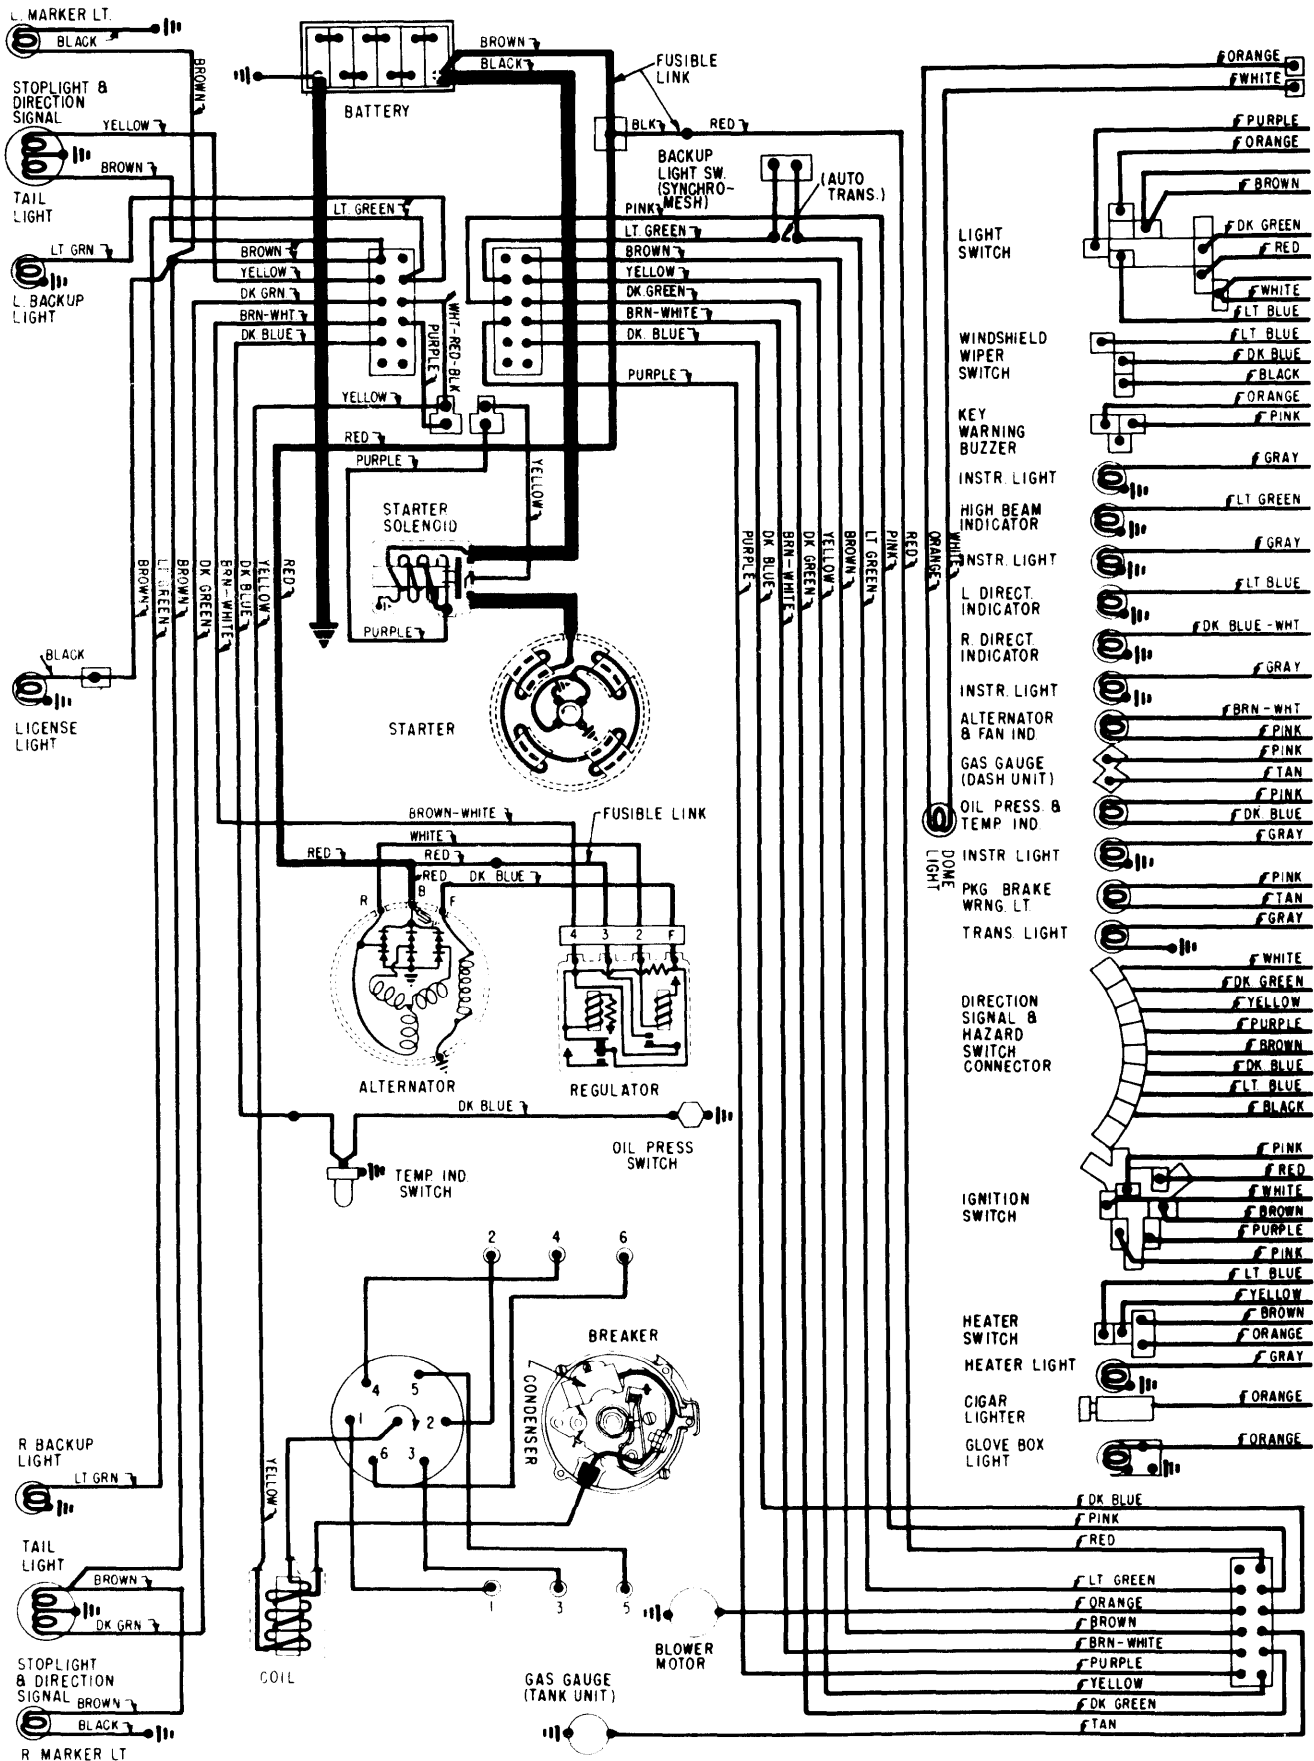 L. MARKER LT.
BLACK
BROWN
STOPLIGHT &
DIRECTION
SIGNAL
YELLOW
BROWN
TAIL
LIGHT
LT GRN
L. BACKUP
LIGHT
BATTERY
BROWN
BLACK
FUSIBLE
LINK
BLK
RED
BACKUP
LIGHT SW.
(SYNCHRO-
MESH)
(AUTO
TRANS.)
LT. GREEN
BROWN
YELLOW
DK GRN
BRN-WHT
DK BLUE
WHT-RED-BLK
PURPLE
YELLOW
RED
PURPLE
YELLOW
PINK
LT. GREEN
BROWN
YELLOW
DK.GREEN
BRN-WHITE
DK. BLUE
PURPLE
STARTER
SOLENOID
PURPLE
BROWN
LT GREEN
BROWN
DK GREEN
BRN-WHITE
DK BLUE
YELLOW
RED
PURPLE
DK BLUE
BRN-WHITE
DK GREEN
YELLOW
BROWN
LT GREEN
PINK
RED
ORANGE
WHITE
BLACK
LICENSE
LIGHT
STARTER
BROWN-WHITE
FUSIBLE LINK
WHITE
RED
RED
RED
DK BLUE
R
B
F
4 3 2 F
ALTERNATOR
REGULATOR
DK BLUE
OIL PRESS
SWITCH
TEMP. IND.
SWITCH
2 4 6
BREAKER
CONDENSER
4 5
1 2
6 3
YELLOW
1 3 5
COIL
BLOWER
MOTOR
GAS GAUGE
(TANK UNIT)
R BACKUP
LIGHT
LT GRN
TAIL
LIGHT
BROWN
DK GRN
STOPLIGHT
& DIRECTION
SIGNAL
BROWN
BLACK
R MARKER LT
ORANGE
WHITE
PURPLE
ORANGE
BROWN
LIGHT
SWITCH
DK GREEN
RED
WHITE
LT BLUE
WINDSHIELD
WIPER
SWITCH
LT BLUE
DK BLUE
BLACK
KEY
WARNING
BUZZER
ORANGE
PINK
INSTR. LIGHT
GRAY
HIGH BEAM
INDICATOR
LT GREEN
INSTR. LIGHT
GRAY
L DIRECT.
INDICATOR
LT BLUE
R. DIRECT.
INDICATOR
DK BLUE-WHT
INSTR. LIGHT
GRAY
ALTERNATOR
& FAN IND.
BRN-WHT
PINK
GAS GAUGE
(DASH UNIT)
PINK
TAN
OIL PRESS. &
TEMP IND.
PINK
DK BLUE
DOME
LIGHT
INSTR LIGHT
GRAY
PKG BRAKE
WRNG. LT.
PINK
TAN
TRANS. LIGHT
GRAY
DIRECTION
SIGNAL &
HAZARD
SWITCH
CONNECTOR
WHITE
DK GREEN
YELLOW
PURPLE
BROWN
DK BLUE
LT. BLUE
BLACK
IGNITION
SWITCH
PINK
RED
WHITE
BROWN
PURPLE
PINK
HEATER
SWITCH
LT BLUE
YELLOW
BROWN
ORANGE
HEATER LIGHT
GRAY
CIGAR
LIGHTER
ORANGE
GLOVE BOX
LIGHT
ORANGE
DK BLUE
PINK
RED
LT GREEN
ORANGE
BROWN
BRN-WHITE
PURPLE
YELLOW
DK GREEN
TAN